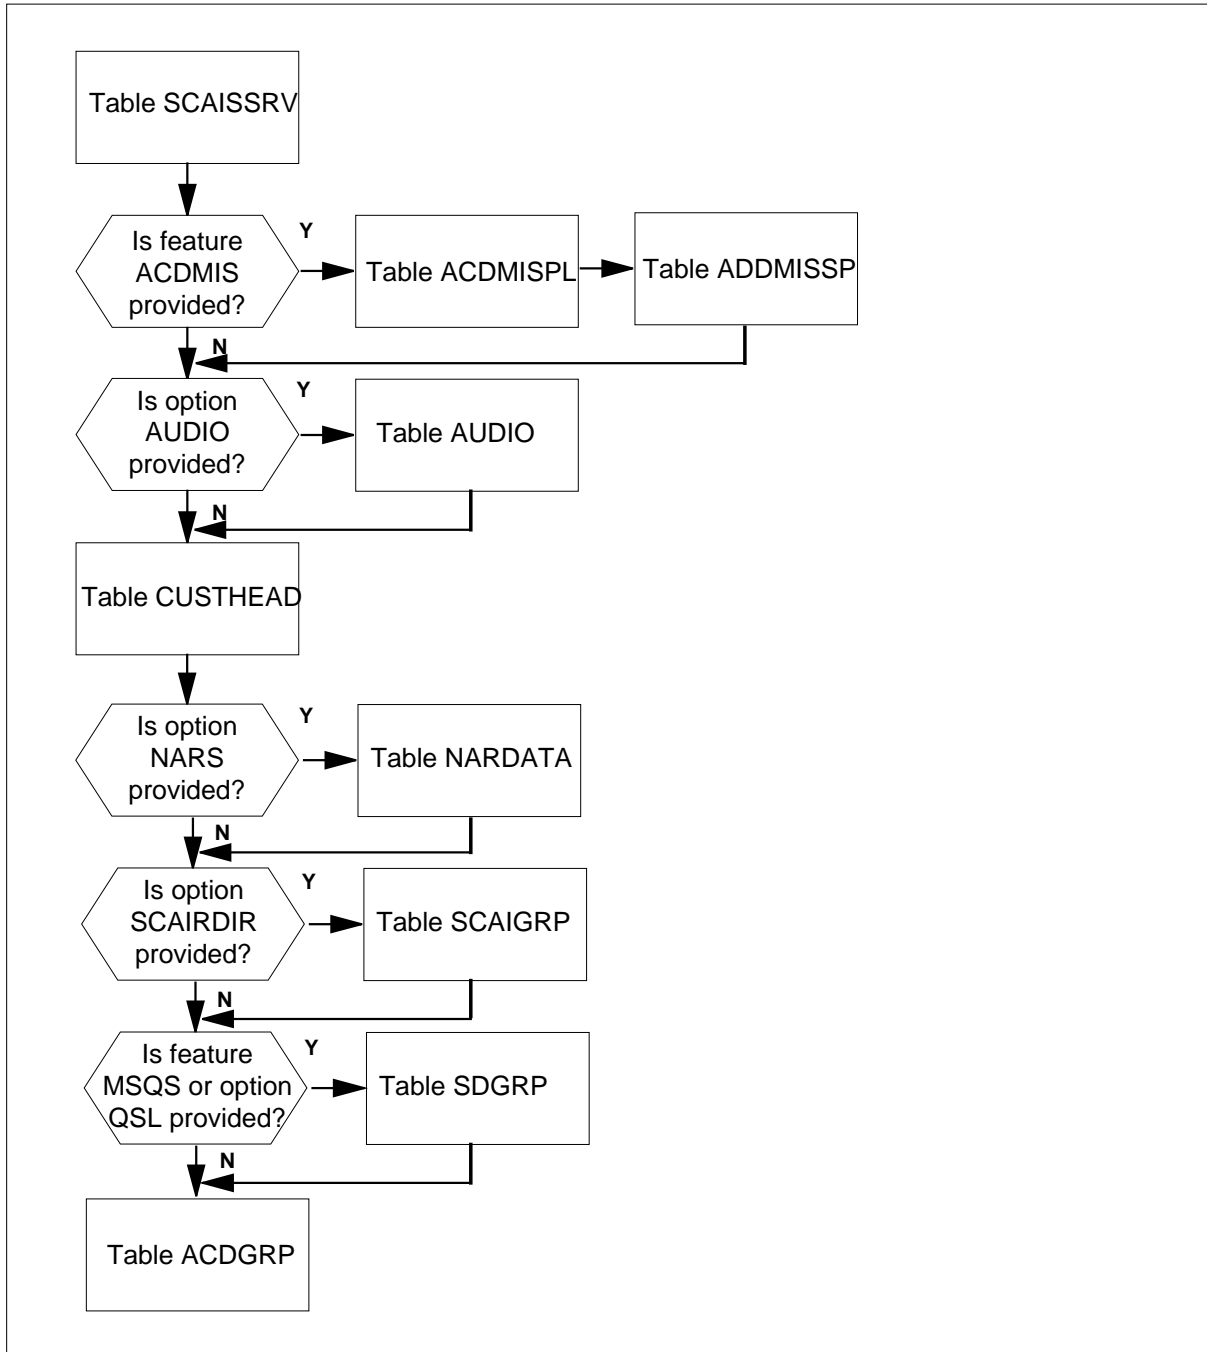 Table SCAISSRV
Is feature
ACDMIS
provided?
Y
Table ACDMISPL
Table ADDMISSP
N
Is option
AUDIO
provided?
Y
Table AUDIO
N
Table CUSTHEAD
Is option
NARS
provided?
Y
Table NARDATA
N
Is option
SCAIRDIR
provided?
Y
Table SCAIGRP
N
Is feature
MSQS or option
QSL provided?
Y
Table SDGRP
N
Table ACDGRP